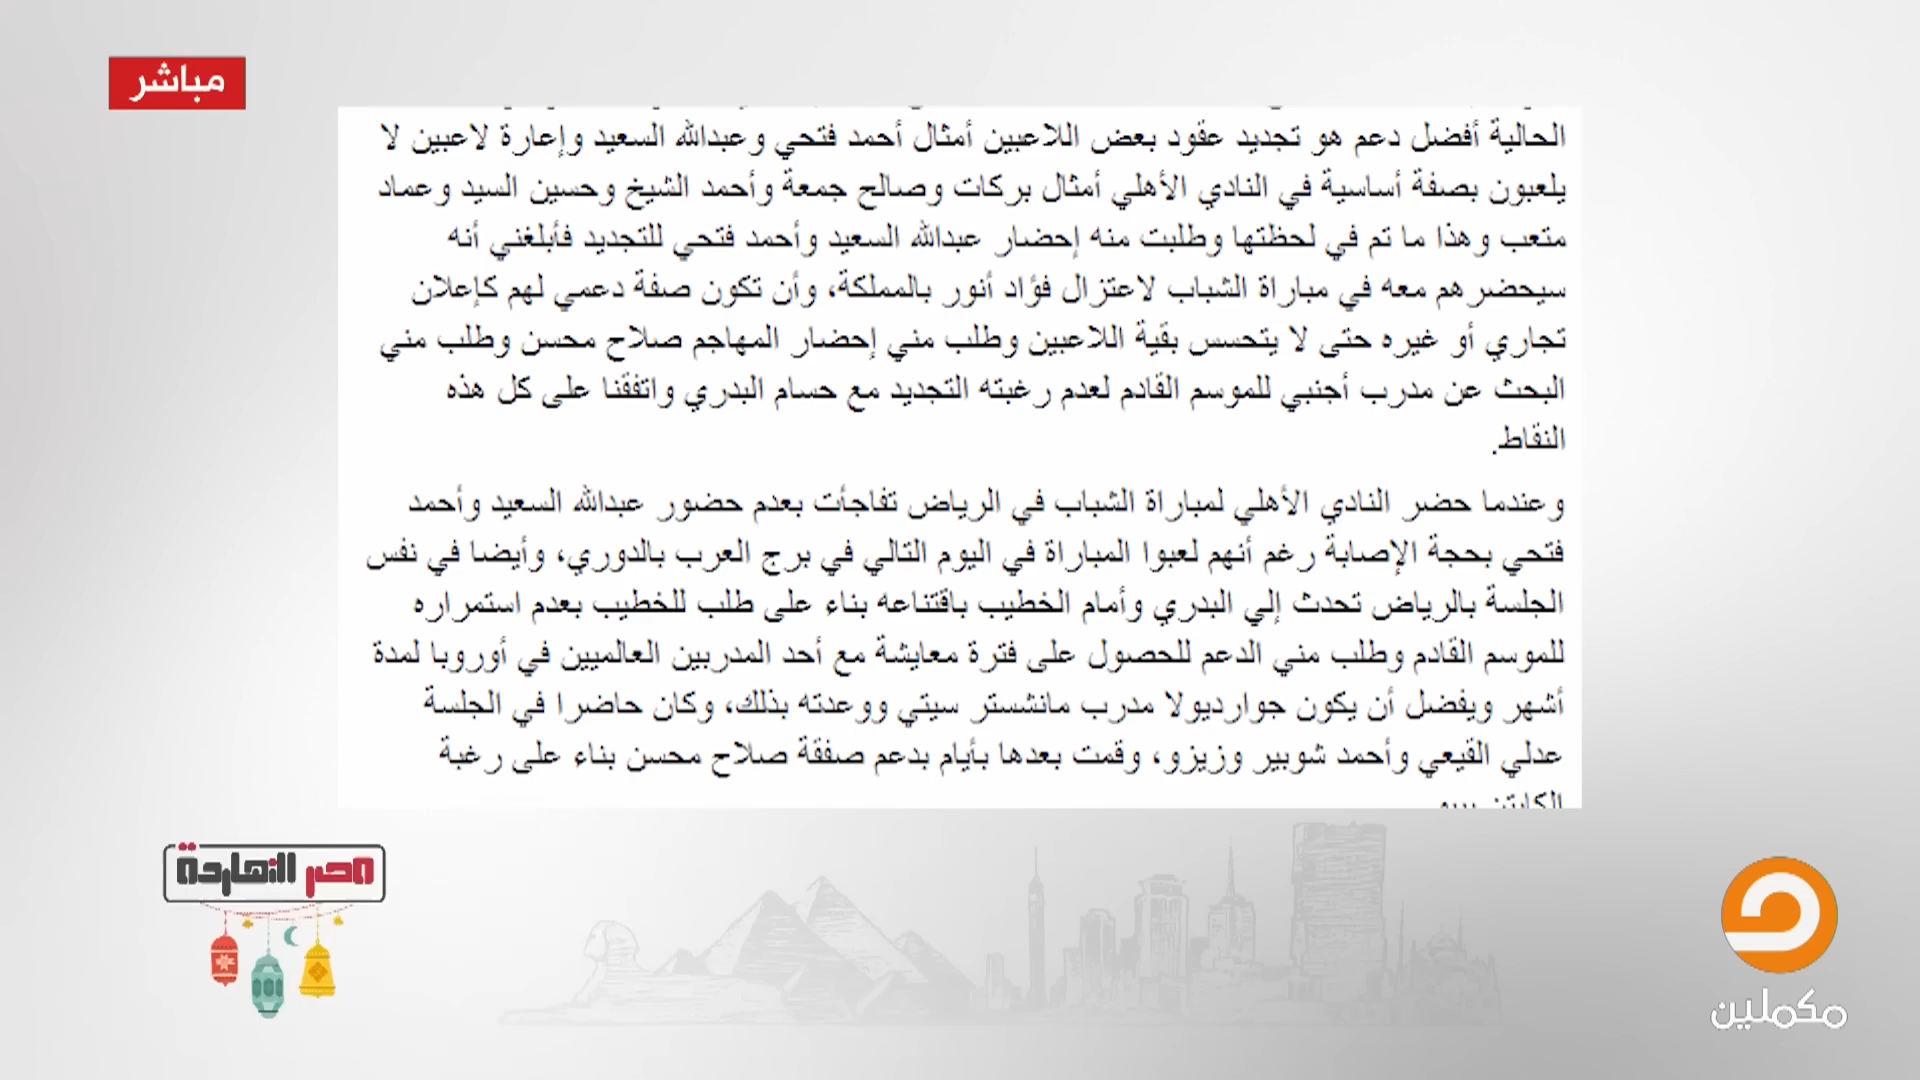 مباشر
الحالية أفضل دعم هو تجديد عقود بعض اللاعبين أمثال أحمد فتحي وعبدالله السعيد وإعارة لاعبين لا
يلعبون بصفة أساسية في النادي الأهلي أمثال بركات وصالح جمعة وأحمد الشيخ وحسين السيد وعماد
متعب وهذا ما تم في لحظتها وطلبت منه إحضار عبدالله السعيد وأحمد فتحي للتجديد فأبلغني أنه
سيحضرهم معه في مباراة الشباب لاعتزال فؤاد أنور بالمملكة، وأن تكون صفة دعمي لهم كإعلان
تجاري أو غيره حتى لا يتحسس بقية اللاعبين وطلب مني إحضار المهاجم صلاح محسن وطلب مني
البحث عن مدرب أجنبي للموسم القادم لعدم رغبته التجديد مع حسام البدري واتفقنا على كل هذه
النقاط.
وعندما حضر النادي الأهلي لمباراة الشباب في الرياض تفاجأت بعدم حضور عبدالله السعيد وأحمد
فتحي بحجة الإصابة رغم أنهم لعبوا المباراة في اليوم التالي في برج العرب بالدوري، وأيضا في نفس
الجلسة بالرياض تحدث إلي البدري وأمام الخطيب باقتناعه بناء على طلب للخطيب بعدم استمراره
للموسم القادم وطلب مني الدعم للحصول على فترة معايشة مع أحد المدربين العالميين في أوروبا لمدة
أشهر ويفضل أن يكون جوارديولا مدرب مانشستر سيتي ووعدته بذلك، وكان حاضرا في الجلسة
عدلي القيعي وأحمد شوبير وزيزو، وقمت بعدها بأيام بدعم صفقة صلاح محسن بناء على رغبة
مصر النهاردة
مكملين